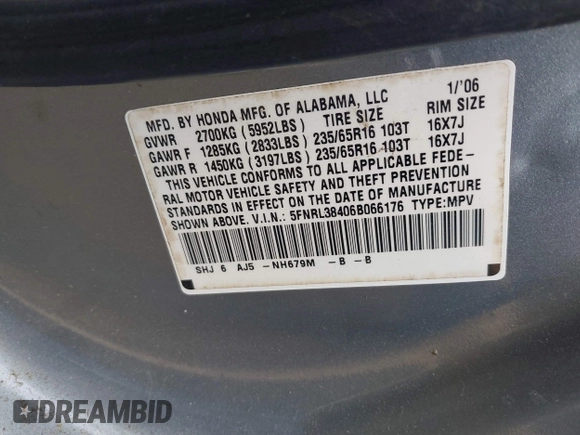 MFD. BY HONDA MFG. OF ALABAMA, LLC 1/'06
GVWR 2700KG (5952LBS) TIRE SIZE RIM SIZE
GAWR F 1285KG (2833LBS) 235/65R16 103T 16X7J
GAWR R 1450KG (3197LBS) 235/65R16 103T 16X7J
THIS VEHICLE CONFORMS TO ALL APPLICABLE FEDE-
RAL MOTOR VEHICLE SAFETY AND THEFT PREVENTION
STANDARDS IN EFFECT ON THE DATE OF MANUFACTURE
SHOWN ABOVE. V.I.N.: 5FNRL38406B066176 TYPE:MPV
SHJ 6 AJ5 -NH679M -B -B
DREAMBID